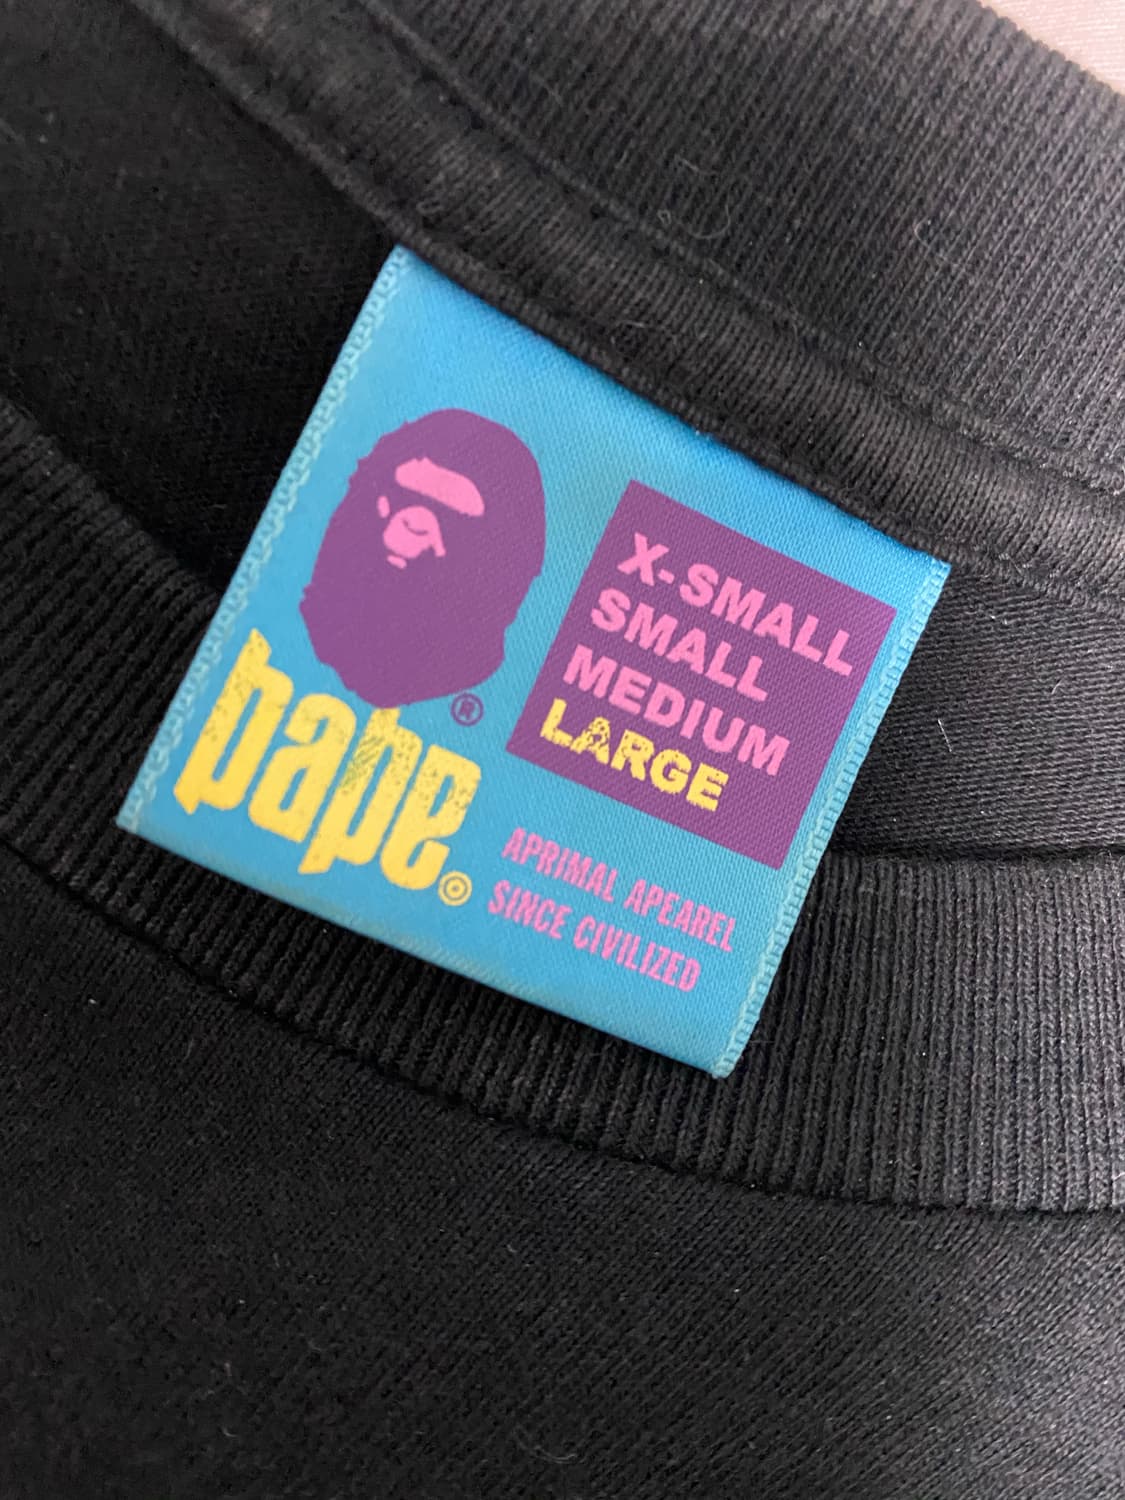 ®
bape
X-SMALL
SMALL
MEDIUM
LARGE
APRIMAL APEAREL
SINCE CIVILIZED